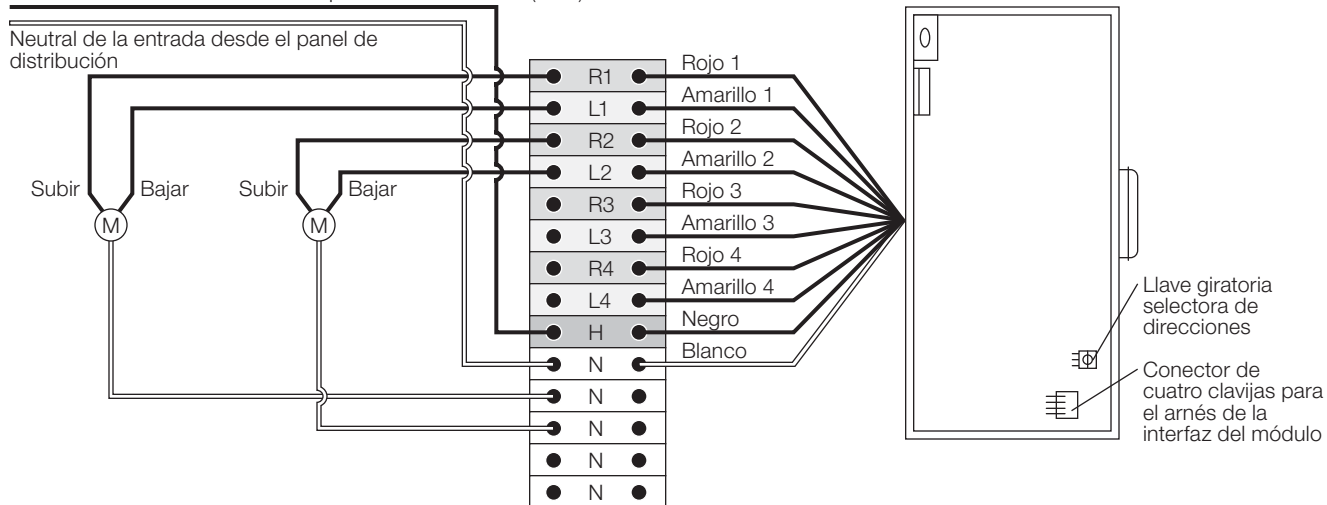 Neutral de la entrada desde el panel de
distribución
R1
Rojo 1
L1
Amarillo 1
R2
Rojo 2
L2
Amarillo 2
Subir
Bajar
Subir
Bajar
R3
Rojo 3
M
M
L3
Amarillo 3
R4
Rojo 4
L4
Amarillo 4
H
Negro
N
Blanco
N
N
N
N
Llave giratoria
selectora de
direcciones
Conector de
cuatro clavijas para
el arnés de la
interfaz del módulo